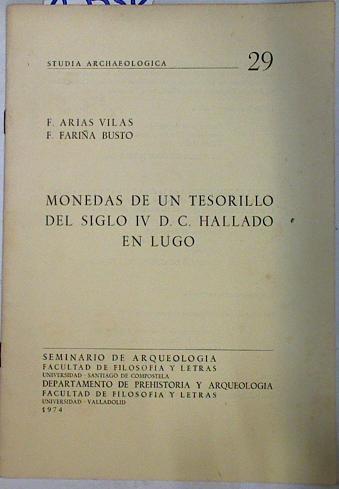 STUDIA ARCHAEOLOGICA 29
F. ARIAS VILAS
F. FARIÑA BUSTO
MONEDAS DE UN TESORILLO
DEL SIGLO IV D. C. HALLADO
EN LUGO
SEMINARIO DE ARQUEOLOGIA
FACULTAD DE FILOSOFIA Y LETRAS
UNIVERSIDAD - SANTIAGO DE COMPOSTELA
DEPARTAMENTO DE PREHISTORIA Y ARQUEOLOGIA
FACULTAD DE FILOSOFIA Y LETRAS
UNIVERSIDAD - VALLADOLID
1974